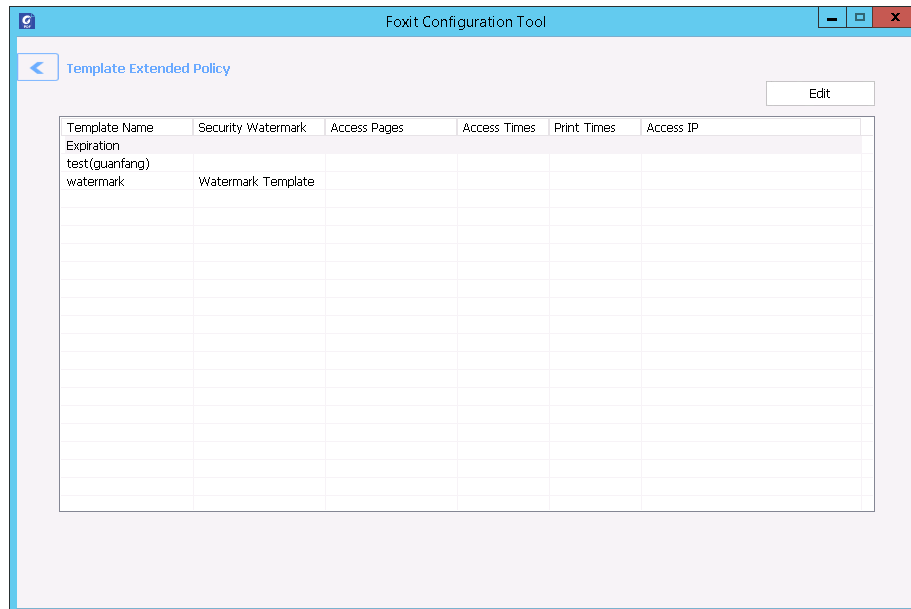 Foxit Configuration Tool
Template Extended Policy
Edit
Template Name Security Watermark Access Pages Access Times Print Times Access IP
Expiration
test(guanfang)
watermark Watermark Template